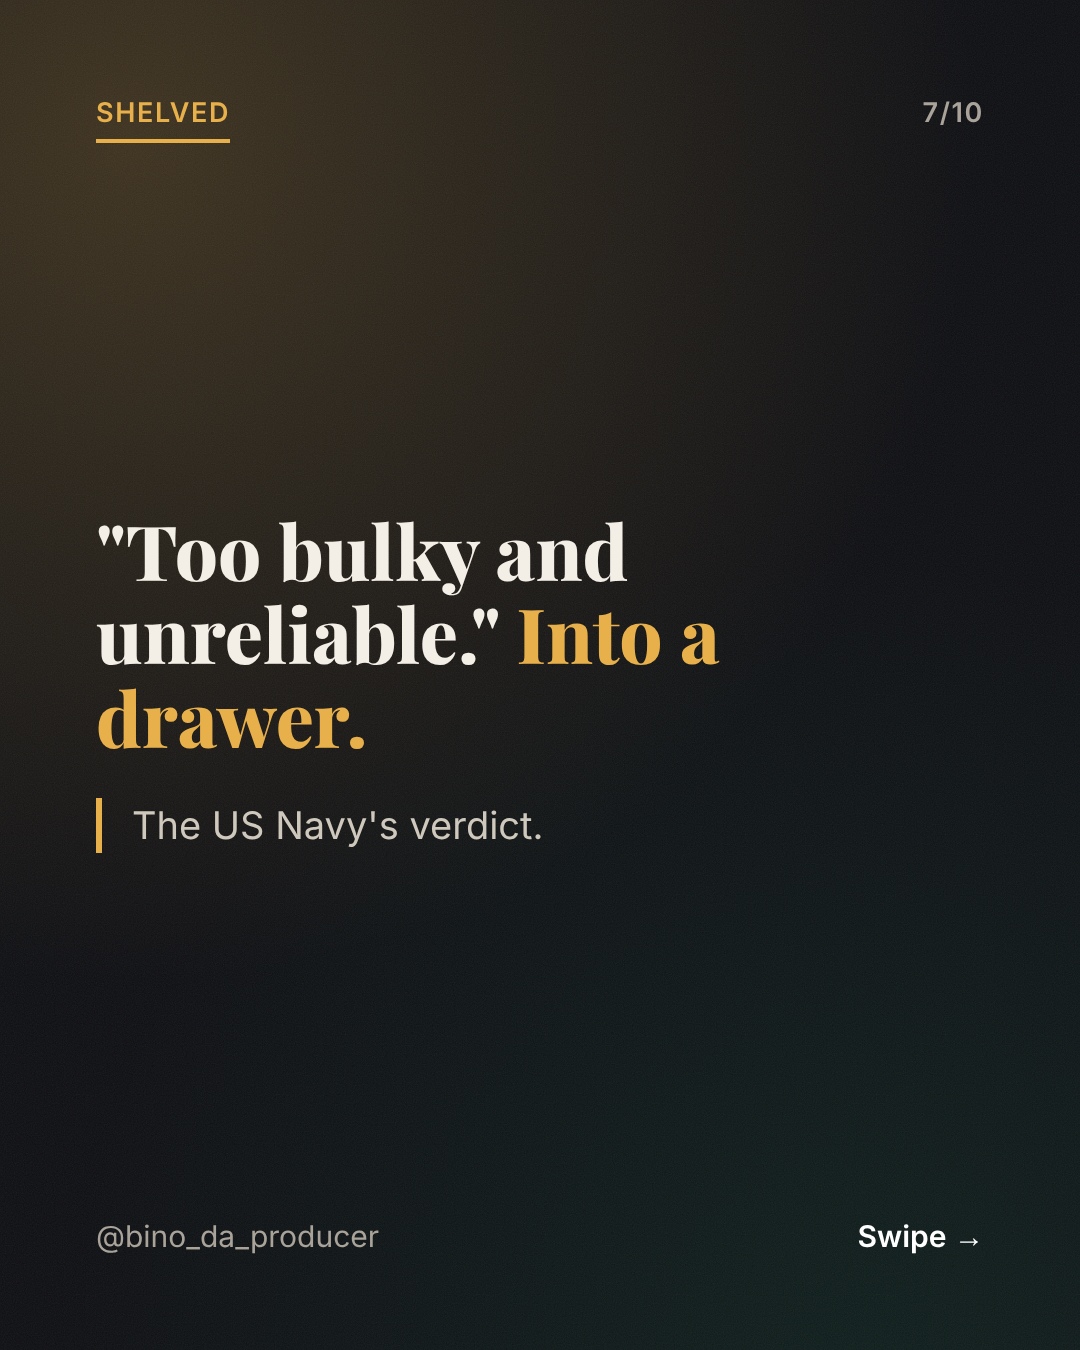 SHELVED
7/10
"Too bulky and
unreliable." Into a
drawer.
The US Navy's verdict.
@bino_da_producer
Swipe →